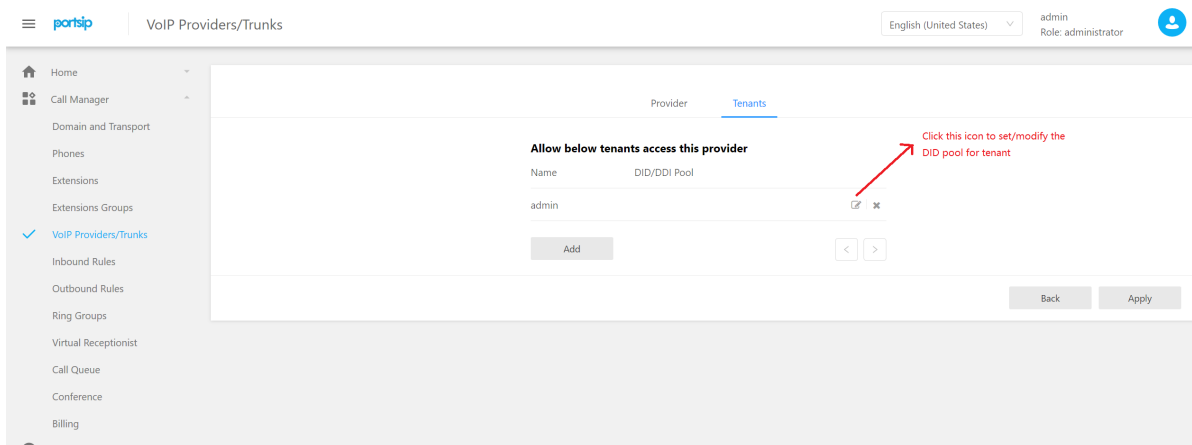 portsip
VoIP Providers/Trunks
English (United States)
admin
Role: administrator
Home
Call Manager
Domain and Transport
Phones
Extensions
Extensions Groups
VoIP Providers/Trunks
Inbound Rules
Outbound Rules
Ring Groups
Virtual Receptionist
Call Queue
Conference
Billing
Provider Tenants
Click this icon to set/modify the
DID pool for tenant
Allow below tenants access this provider
Name DID/DDI Pool
admin
Add
Back Apply